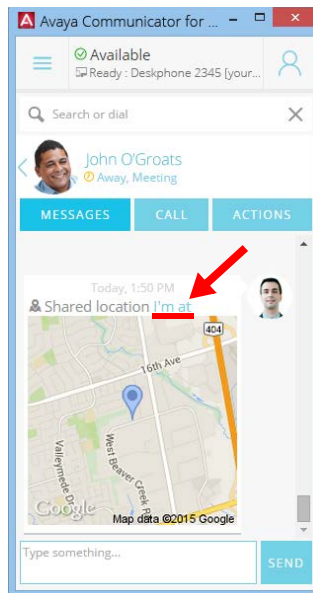 Avaya Communicator for ...
Available
Ready : Deskphone 2345 [your...
Search or dial
John O'Groats
Away, Meeting
MESSAGES CALL ACTIONS
Today, 1:50 PM
Shared location I'm at
404
16th Ave
Valleymede Dr
West Beaver Creek R
Google
Map data ©2015 Google
Type something...
SEND